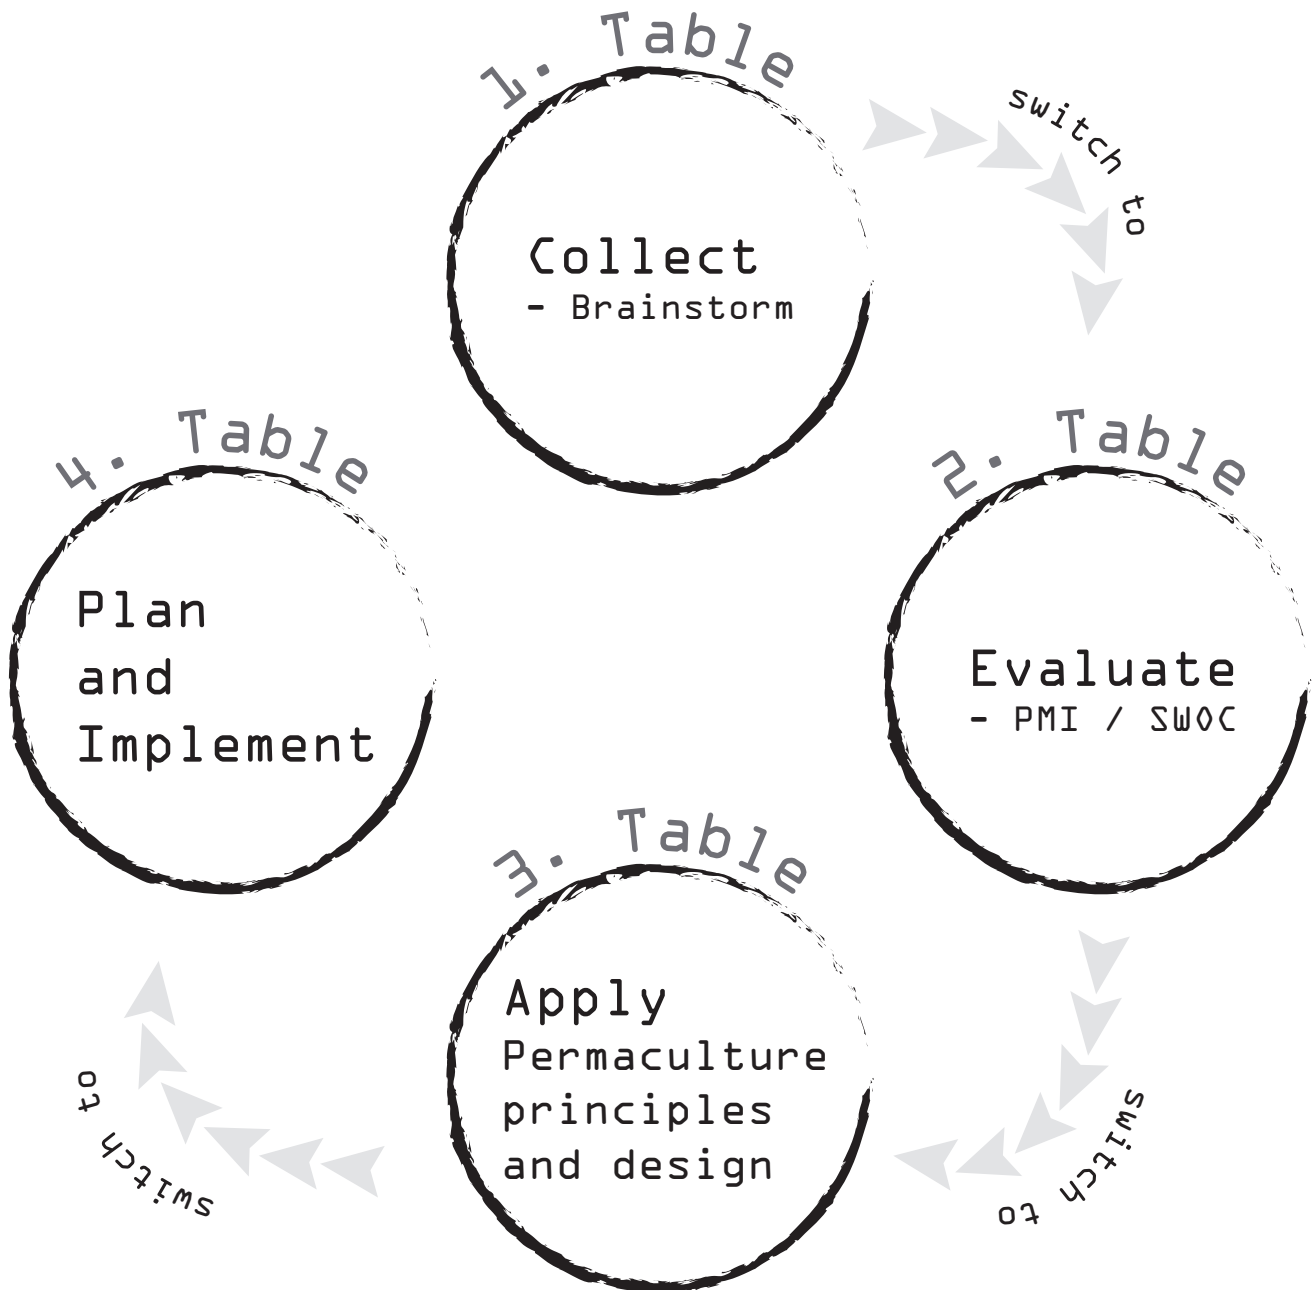 1. Table
Collect
- Brainstorm
switch to
2. Table
Evaluate
- PMI / SWOC
switch to
3. Table
Apply
Permaculture
principles
and design
switch to
4. Table
Plan
and
Implement